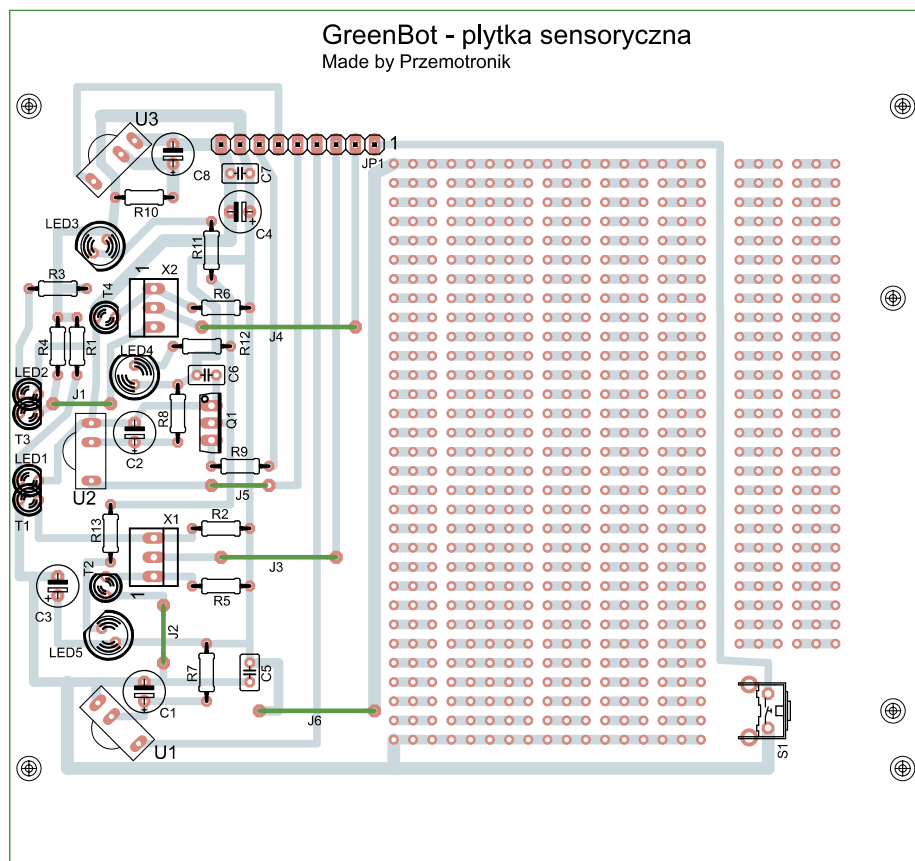 GreenBot - plytka sensoryczna
Made by Przemotronik
U3
C8
1
JP1
C7
R10
C4
LED3
R11
R3
T4
1
X2
R6
J4
R4
R1
LED4
R12
LED2
C6
J1
T3
R8
Q1
C2
LED1
R9
U2
J5
T1
R13
X1
R2
J3
T2
C3
1
R5
J2
LED5
R7
C5
C1
J6
U1
S1